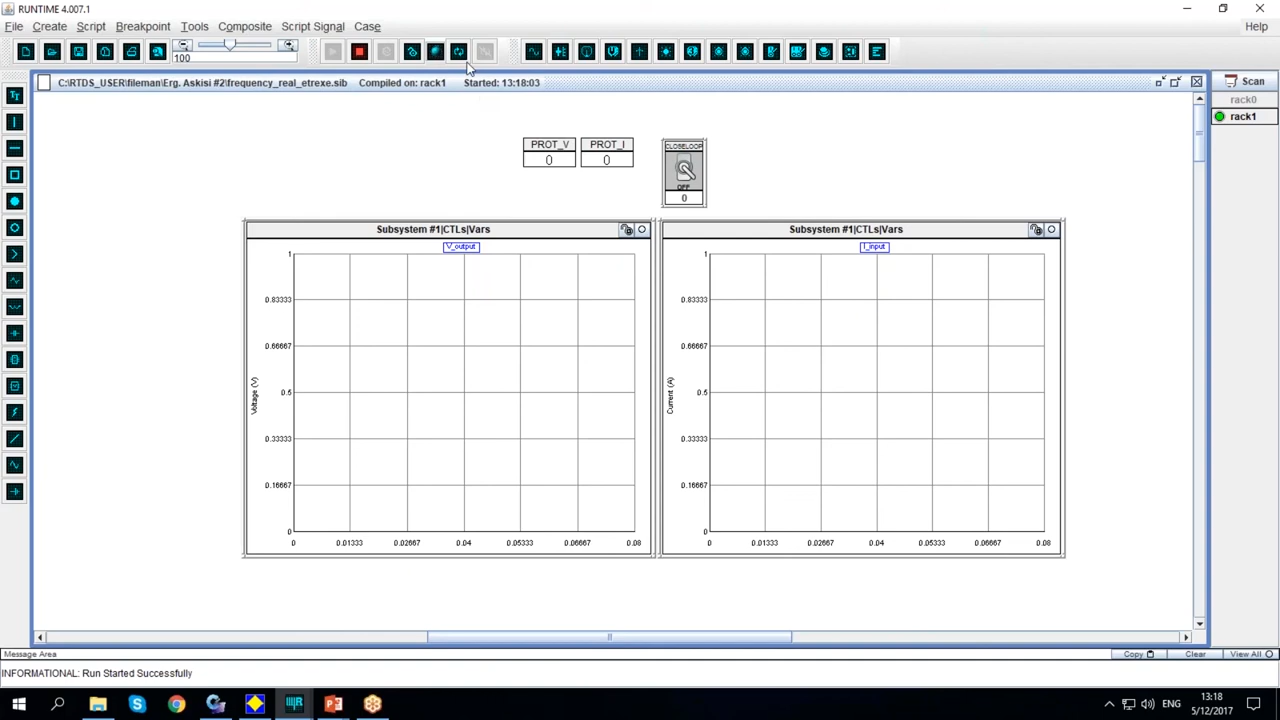 RUNTIME 4.007.1
File Create Script Breakpoint Tools Composite Script Signal Case Help
100
C:\RTDS_USER\fileman\Erg. Askisi #2\frequency_real_etrexe.sib Compiled on: rack1 Started: 13:18:03
Scan
rack0
rack1
PROT_V PROT_I
0 0
CLOSELOOP
OFF
0
Subsystem #1|CTLs|Vars
V_output
Voltage (V)
1
0.83333
0.66667
0.5
0.33333
0.16667
0
0 0.01333 0.02667 0.04 0.05333 0.06667 0.08
Subsystem #1|CTLs|Vars
I_input
Current (A)
1
0.83333
0.66667
0.5
0.33333
0.16667
0
0 0.01333 0.02667 0.04 0.05333 0.06667 0.08
Message Area Copy Clear View All
INFORMATIONAL: Run Started Successfully
ENG
13:18
5/12/2017